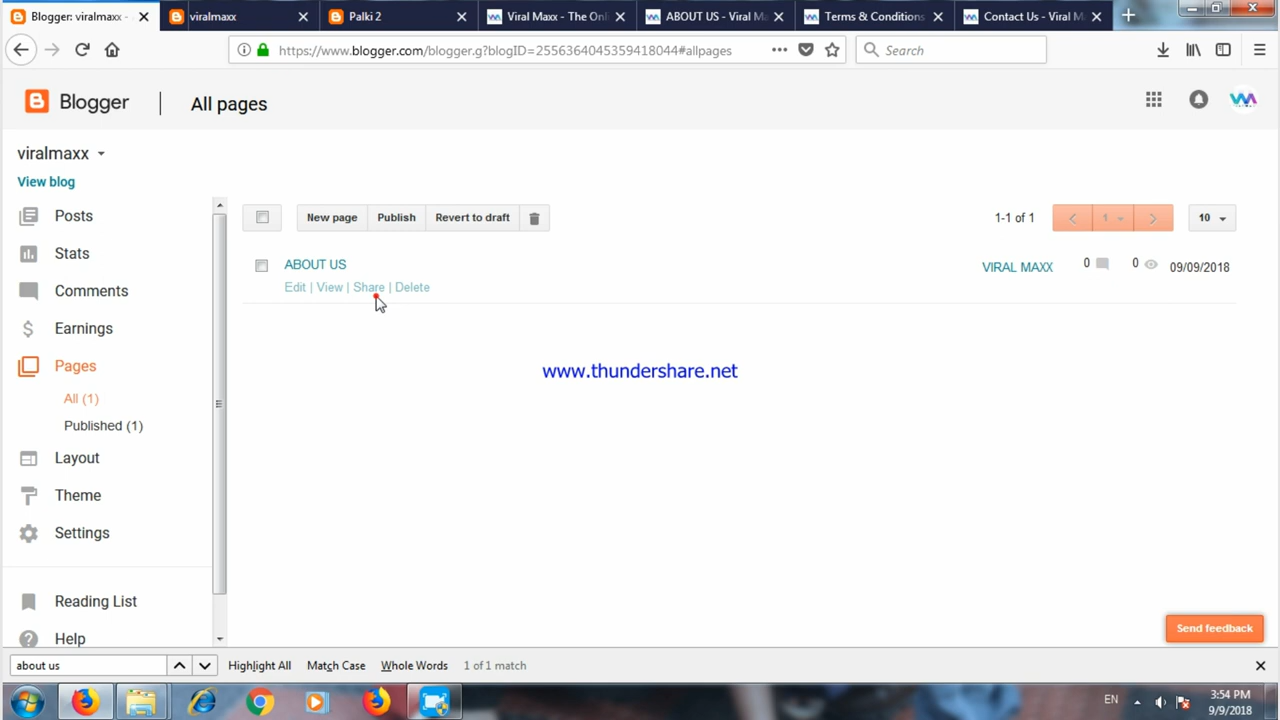 Blogger: viralmaxx -
viralmaxx
Palki 2
Viral Maxx - The Onl
ABOUT US - Viral M
Terms & Conditions
Contact Us - Viral M
https://www.blogger.com/blogger.g?blogID=2556364045359418044#allpages
Search
Blogger
All pages
viralmaxx
View blog
Posts
Stats
Comments
Earnings
Pages
All (1)
Published (1)
Layout
Theme
Settings
Reading List
Help
New page
Publish
Revert to draft
1-1 of 1
1
10
ABOUT US
Edit | View | Share | Delete
VIRAL MAXX
0
0
09/09/2018
www.thundershare.net
Send feedback
about us
Highlight All
Match Case
Whole Words
1 of 1 match
EN
3:54 PM
9/9/2018